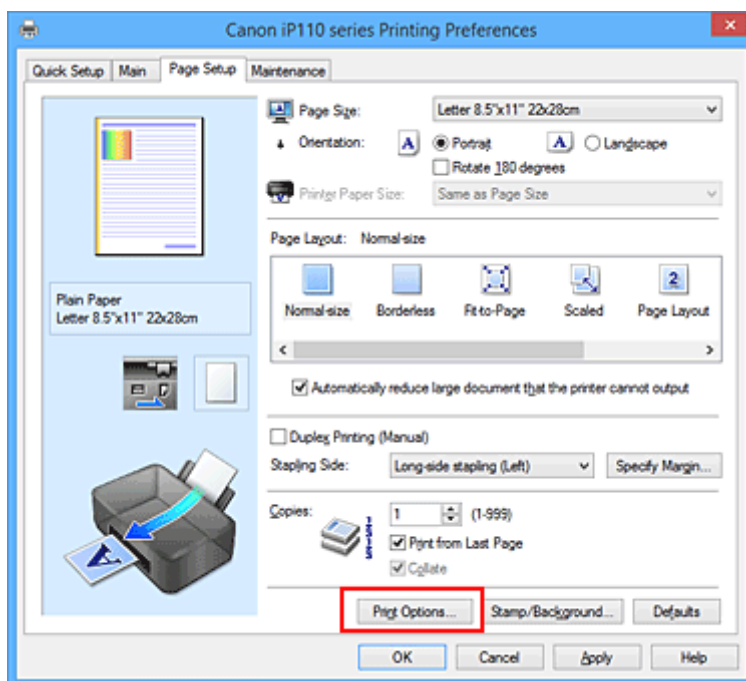 Canon iP110 series Printing Preferences
Quick Setup Main Page Setup Maintenance
Page Size: Letter 8.5"x11" 22x28cm
Orientation: A Portrait A Landscape
Rotate 180 degrees
Printer Paper Size: Same as Page Size
Page Layout: Normal-size
2
Normal-size Borderless Fit-to-Page Scaled Page Layout
Plain Paper
Letter 8.5"x11" 22x28cm
Automatically reduce large document that the printer cannot output
Duplex Printing (Manual)
Stapling Side: Long-side stapling (Left) Specify Margin...
Copies: 1 (1-999)
Print from Last Page
Collate
A
Print Options... Stamp/Background... Defaults
OK Cancel Apply Help